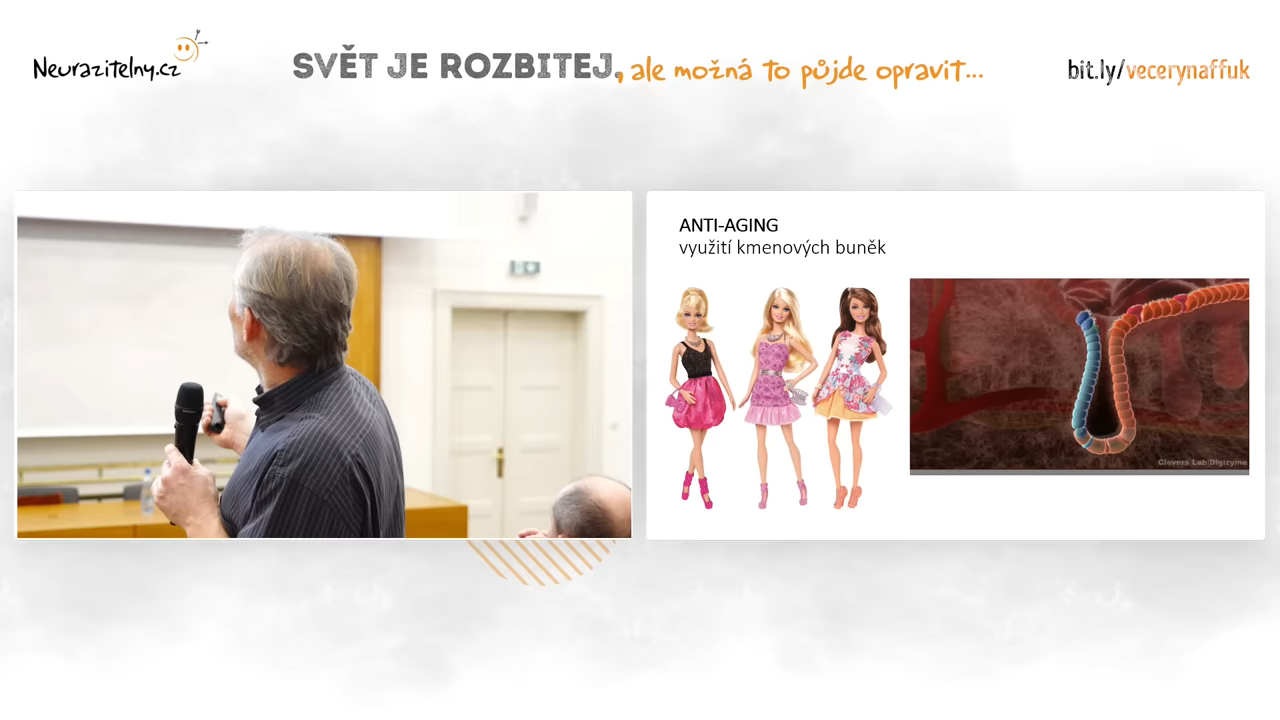 Neurazitelny.cz
SVĚT JE ROZBITEJ, ale možná to půjde opravit...
bit.ly/vecerynaffuk
ANTI-AGING
využití kmenových buněk
Clevers Lab|Digizyme